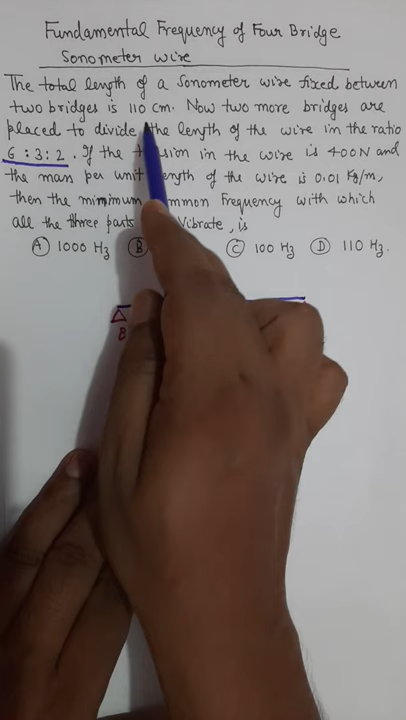 Fundamental Frequency of Four Bridge
Sonometer wire
The total length of a Sonometer wire fixed between
two bridges is 110 cm. Now two more bridges are
placed to divide the length of the wire in the ratio
6 : 3 : 2 . If the sion in the wire is 400N and
the mass per unit length of the wire is 0.01 Kg/m,
then the minimum mmon Frequency with which
all the three parts Vibrate, is
A 1000 Hz B C 100 Hz D 110 Hz.
B